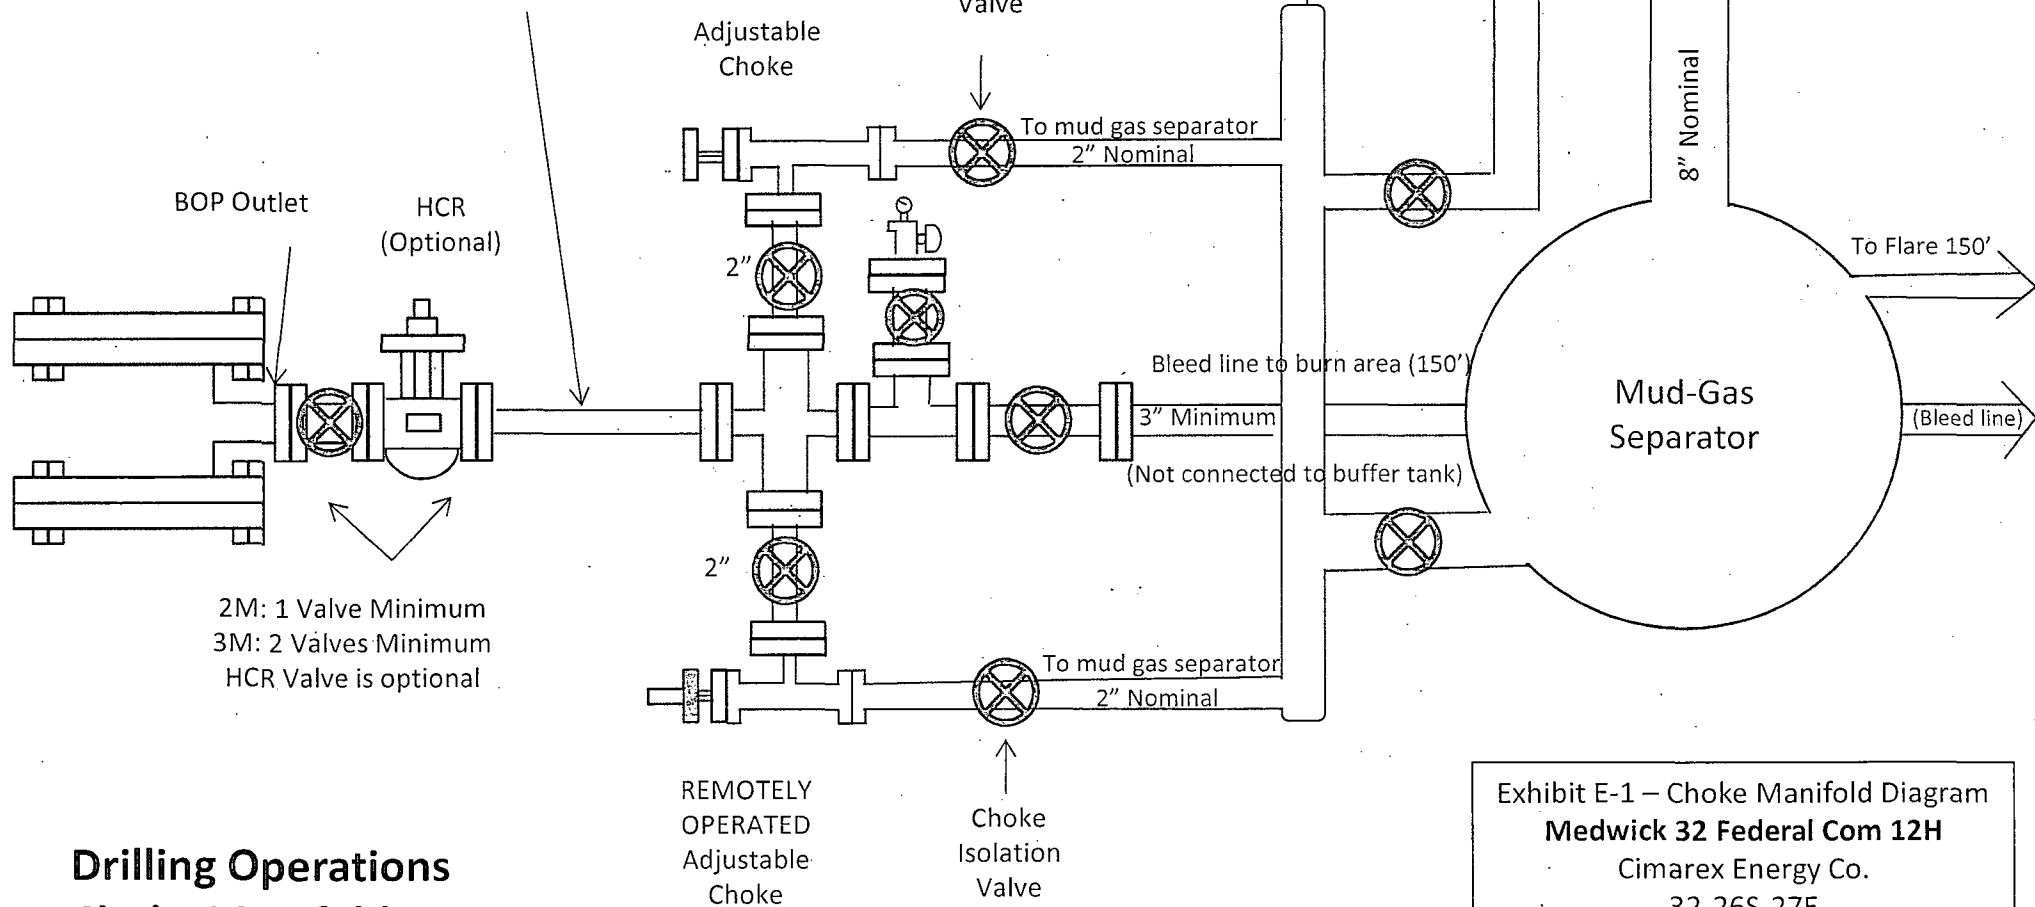 Valve
Adjustable
Choke
8” Nominal
To mud gas separator
2” Nominal
BOP Outlet
HCR
(Optional)
2”
To Flare 150’
Bleed line to burn area (150’)
3” Minimum
(Not connected to buffer tank)
Mud-Gas
Separator
(Bleed line)
2”
2M: 1 Valve Minimum
3M: 2 Valves Minimum
HCR Valve is optional
To mud gas separator
2” Nominal
REMOTELY
OPERATED
Adjustable
Choke
Choke
Isolation
Valve
Drilling Operations
Exhibit E-1 – Choke Manifold Diagram
Medwick 32 Federal Com 12H
Cimarex Energy Co.
32-26S-27E